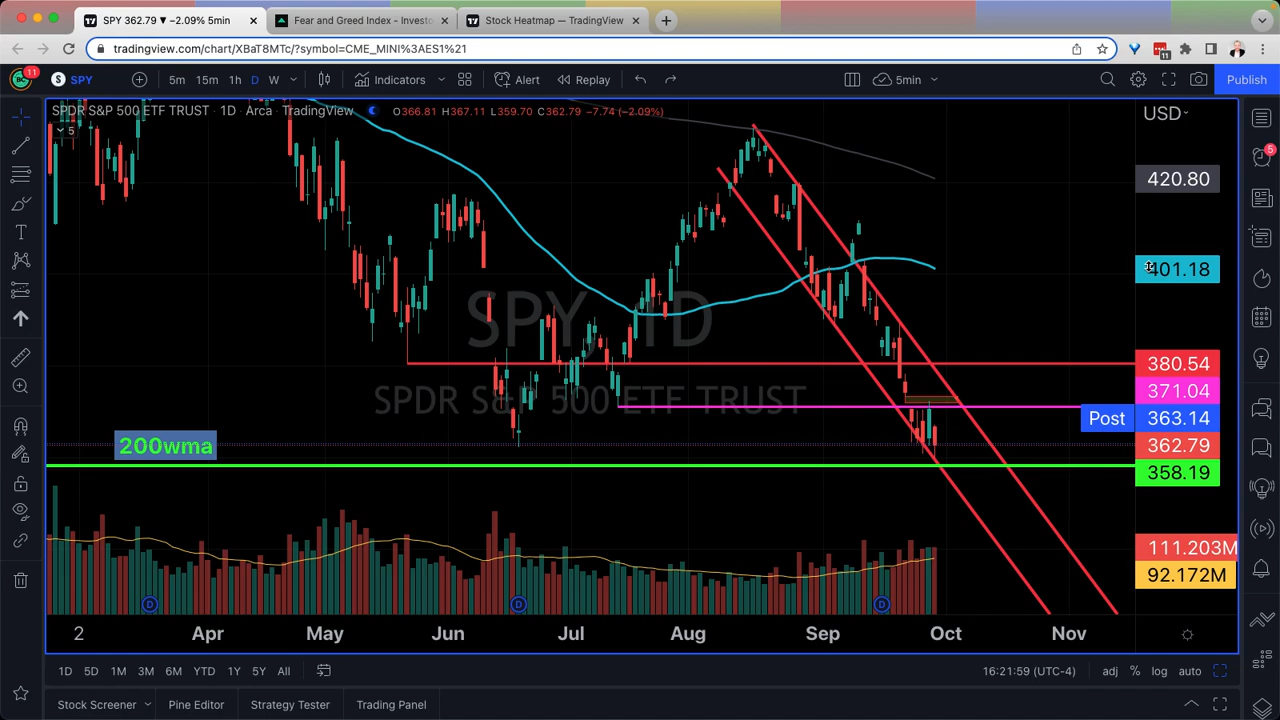 SPY 362.79 ▼ −2.09% 5min
Fear and Greed Index - Investo
Stock Heatmap — TradingView
tradingview.com/chart/XBaT8MTc/?symbol=CME_MINI%3AES1%21
11
11
S
SPY
5m 15m 1h D W
Indicators
Alert
Replay
5min
Publish
SPDR S&P 500 ETF TRUST · 1D · Arca · TradingView
O366.81 H367.11 L359.70 C362.79 −7.74 (−2.09%)
USD
5
5
420.80
401.18
SPY, 1D
SPDR S&P 500 ETF TRUST
380.54
371.04
Post 363.14
362.79
200wma
358.19
111.203M
92.172M
D D D
2 Apr May Jun Jul Aug Sep Oct Nov
1D 5D 1M 3M 6M YTD 1Y 5Y All
16:21:59 (UTC-4)
adj % log auto
Stock Screener
Pine Editor
Strategy Tester
Trading Panel